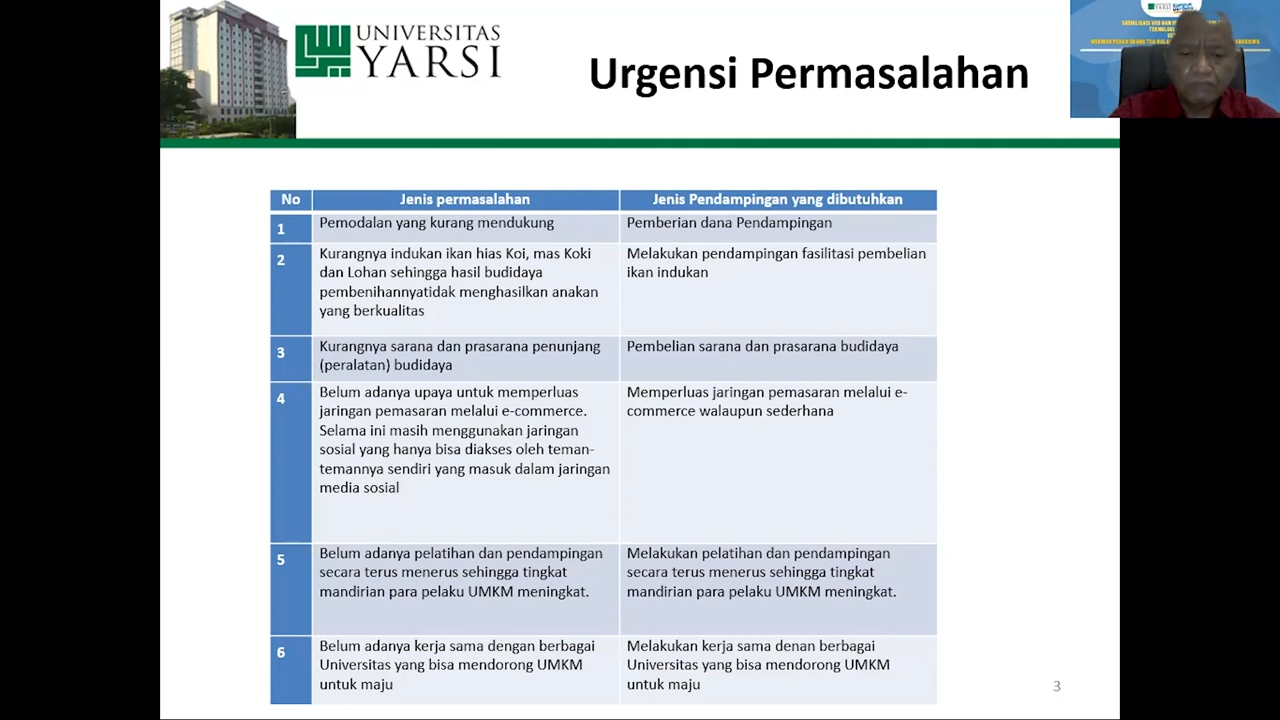 UNIVERSITAS
YARSI
Urgensi Permasalahan
No
Jenis permasalahan
Jenis Pendampingan yang dibutuhkan
1
Pemodalan yang kurang mendukung
Pemberian dana Pendampingan
2
Kurangnya indukan ikan hias Koi, mas Koki
dan Lohan sehingga hasil budidaya
pembenihannyatidak menghasilkan anakan
yang berkualitas
Melakukan pendampingan fasilitasi pembelian
ikan indukan
3
Kurangnya sarana dan prasarana penunjang
(peralatan) budidaya
Pembelian sarana dan prasarana budidaya
4
Belum adanya upaya untuk memperluas
jaringan pemasaran melalui e-commerce.
Selama ini masih menggunakan jaringan
sosial yang hanya bisa diakses oleh teman-
temannya sendiri yang masuk dalam jaringan
media sosial
Memperluas jaringan pemasaran melalui e-
commerce walaupun sederhana
5
Belum adanya pelatihan dan pendampingan
secara terus menerus sehingga tingkat
mandirian para pelaku UMKM meningkat.
Melakukan pelatihan dan pendampingan
secara terus menerus sehingga tingkat
mandirian para pelaku UMKM meningkat.
6
Belum adanya kerja sama dengan berbagai
Universitas yang bisa mendorong UMKM
untuk maju
Melakukan kerja sama denan berbagai
Universitas yang bisa mendorong UMKM
untuk maju
3
YARSI
SOSIALISASI VISI DAN